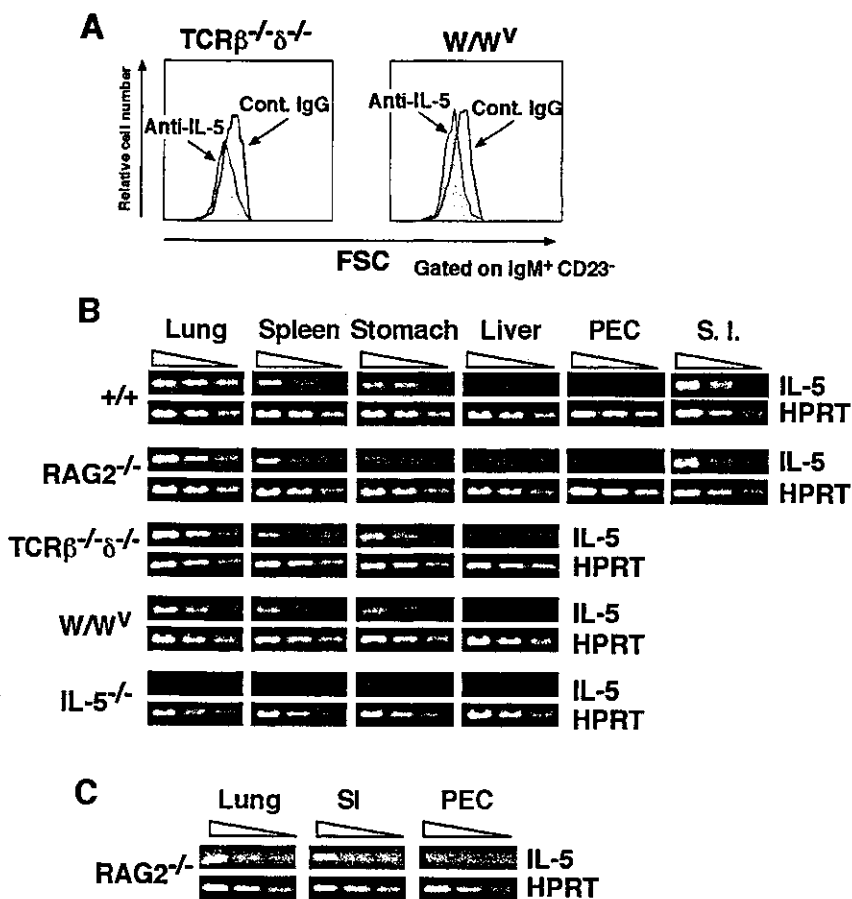 A
TCRβ-/-δ-/-
W/WV
Relative cell number
Anti-IL-5
Cont. IgG
Anti-IL-5
Cont. IgG
FSC
Gated on IgM+ CD23-
B
Lung Spleen Stomach Liver PEC S. I.
+/+
IL-5
HPRT
RAG2-/-
IL-5
HPRT
TCRβ-/-δ-/-
IL-5
HPRT
W/WV
IL-5
HPRT
IL-5-/-
IL-5
HPRT
C
Lung SI PEC
RAG2-/-
IL-5
HPRT